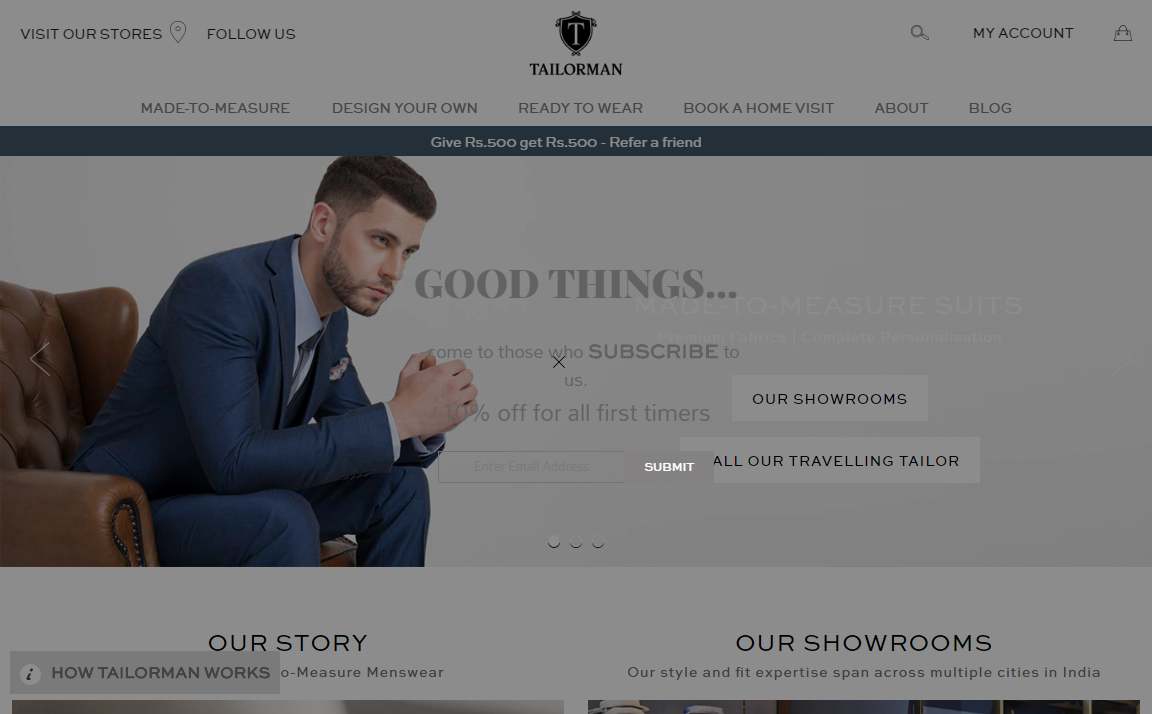 VISIT OUR STORES
FOLLOW US
T
TAILORMAN
MY ACCOUNT
MADE-TO-MEASURE
DESIGN YOUR OWN
READY TO WEAR
BOOK A HOME VISIT
ABOUT
BLOG
Give Rs.500 get Rs.500 - Refer a friend
GOOD THINGS...
MADE-TO-MEASURE SUITS
Premium Fabrics | Complete Personalisation
come to those who SUBSCRIBE to
us.
10% off for all first timers
OUR SHOWROOMS
Enter Email Address
SUBMIT
ALL OUR TRAVELLING TAILOR
OUR STORY
OUR SHOWROOMS
o-Measure Menswear
Our style and fit expertise span across multiple cities in India
i HOW TAILORMAN WORKS